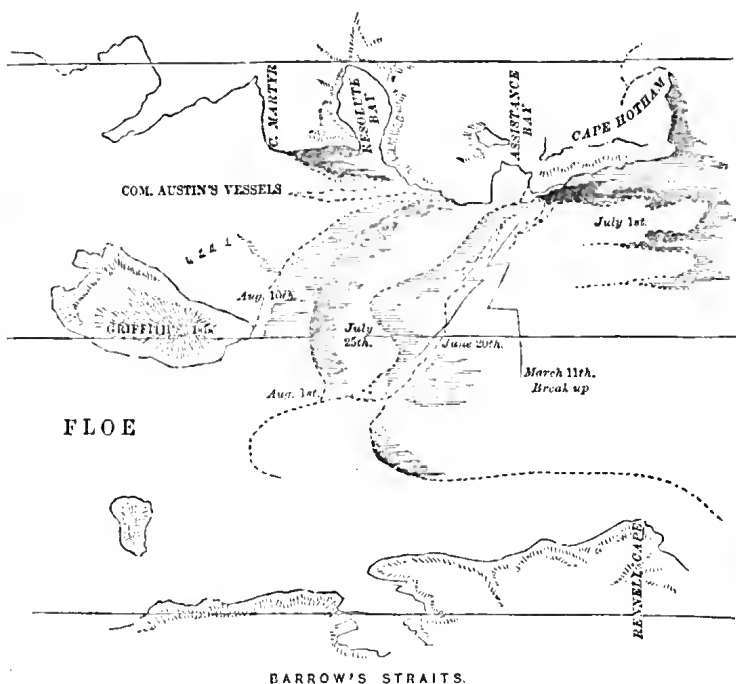 C. MARTYR
RESOLUTE
BAY
ASSISTANCE
BAY
CAPE HOTHAM
COM. AUSTIN'S VESSELS
July 1st.
Aug. 10th.
GRIFFITH'S
July
25th.
June 20th.
March 11th.
Break up
Aug. 1st.
FLOE
RENNELL CAPE
BARROW'S STRAITS.